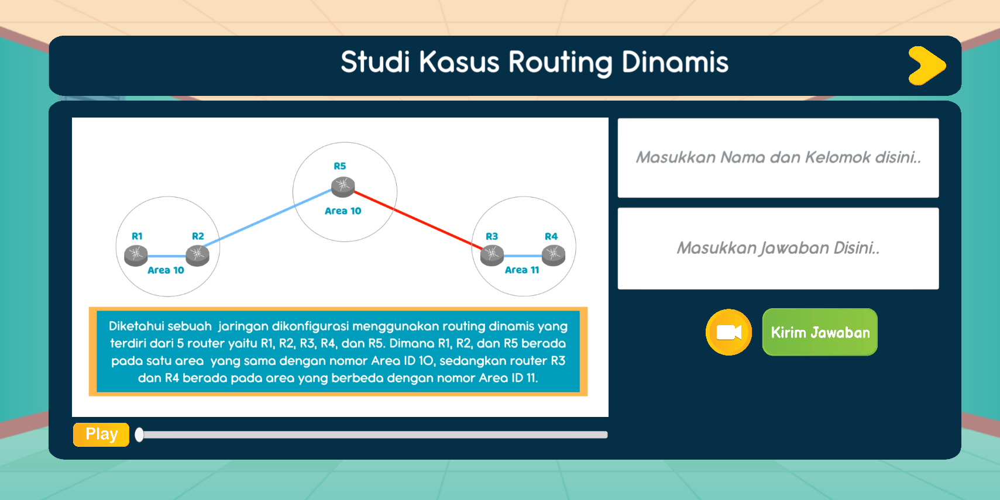 Studi Kasus Routing Dinamis
R5
Area 10
R1
R2
Area 10
R3
R4
Area 11
Diketahui sebuah jaringan dikonfigurasi menggunakan routing dinamis yang
terdiri dari 5 router yaitu R1, R2, R3, R4, dan R5. Dimana R1, R2, dan R5 berada
pada satu area yang sama dengan nomor Area ID 10, sedangkan router R3
dan R4 berada pada area yang berbeda dengan nomor Area ID 11.
Play
Masukkan Nama dan Kelomok disini..
Masukkan Jawaban Disini..
Kirim Jawaban